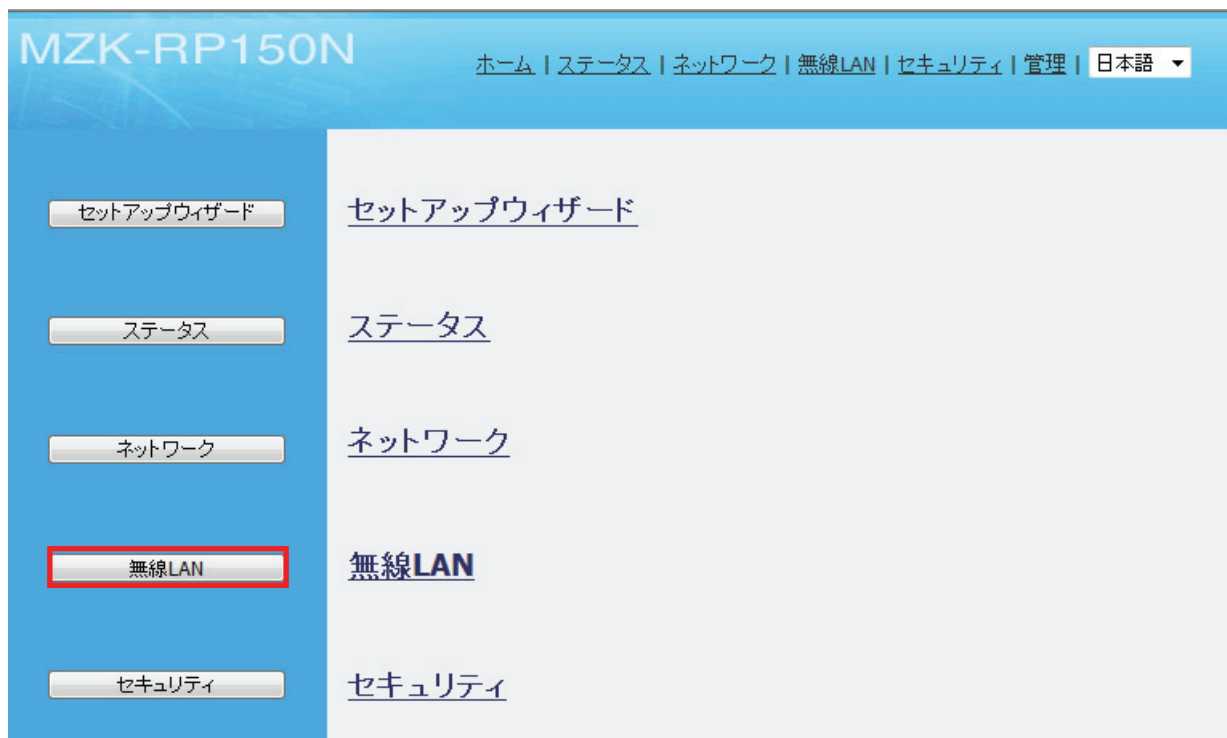 MZK-RP150N
ホーム | ステータス | ネットワーク | 無線LAN | セキュリティ | 管理 | 日本語
セットアップウィザード セットアップウィザード
ステータス ステータス
ネットワーク ネットワーク
無線LAN 無線LAN
セキュリティ セキュリティ